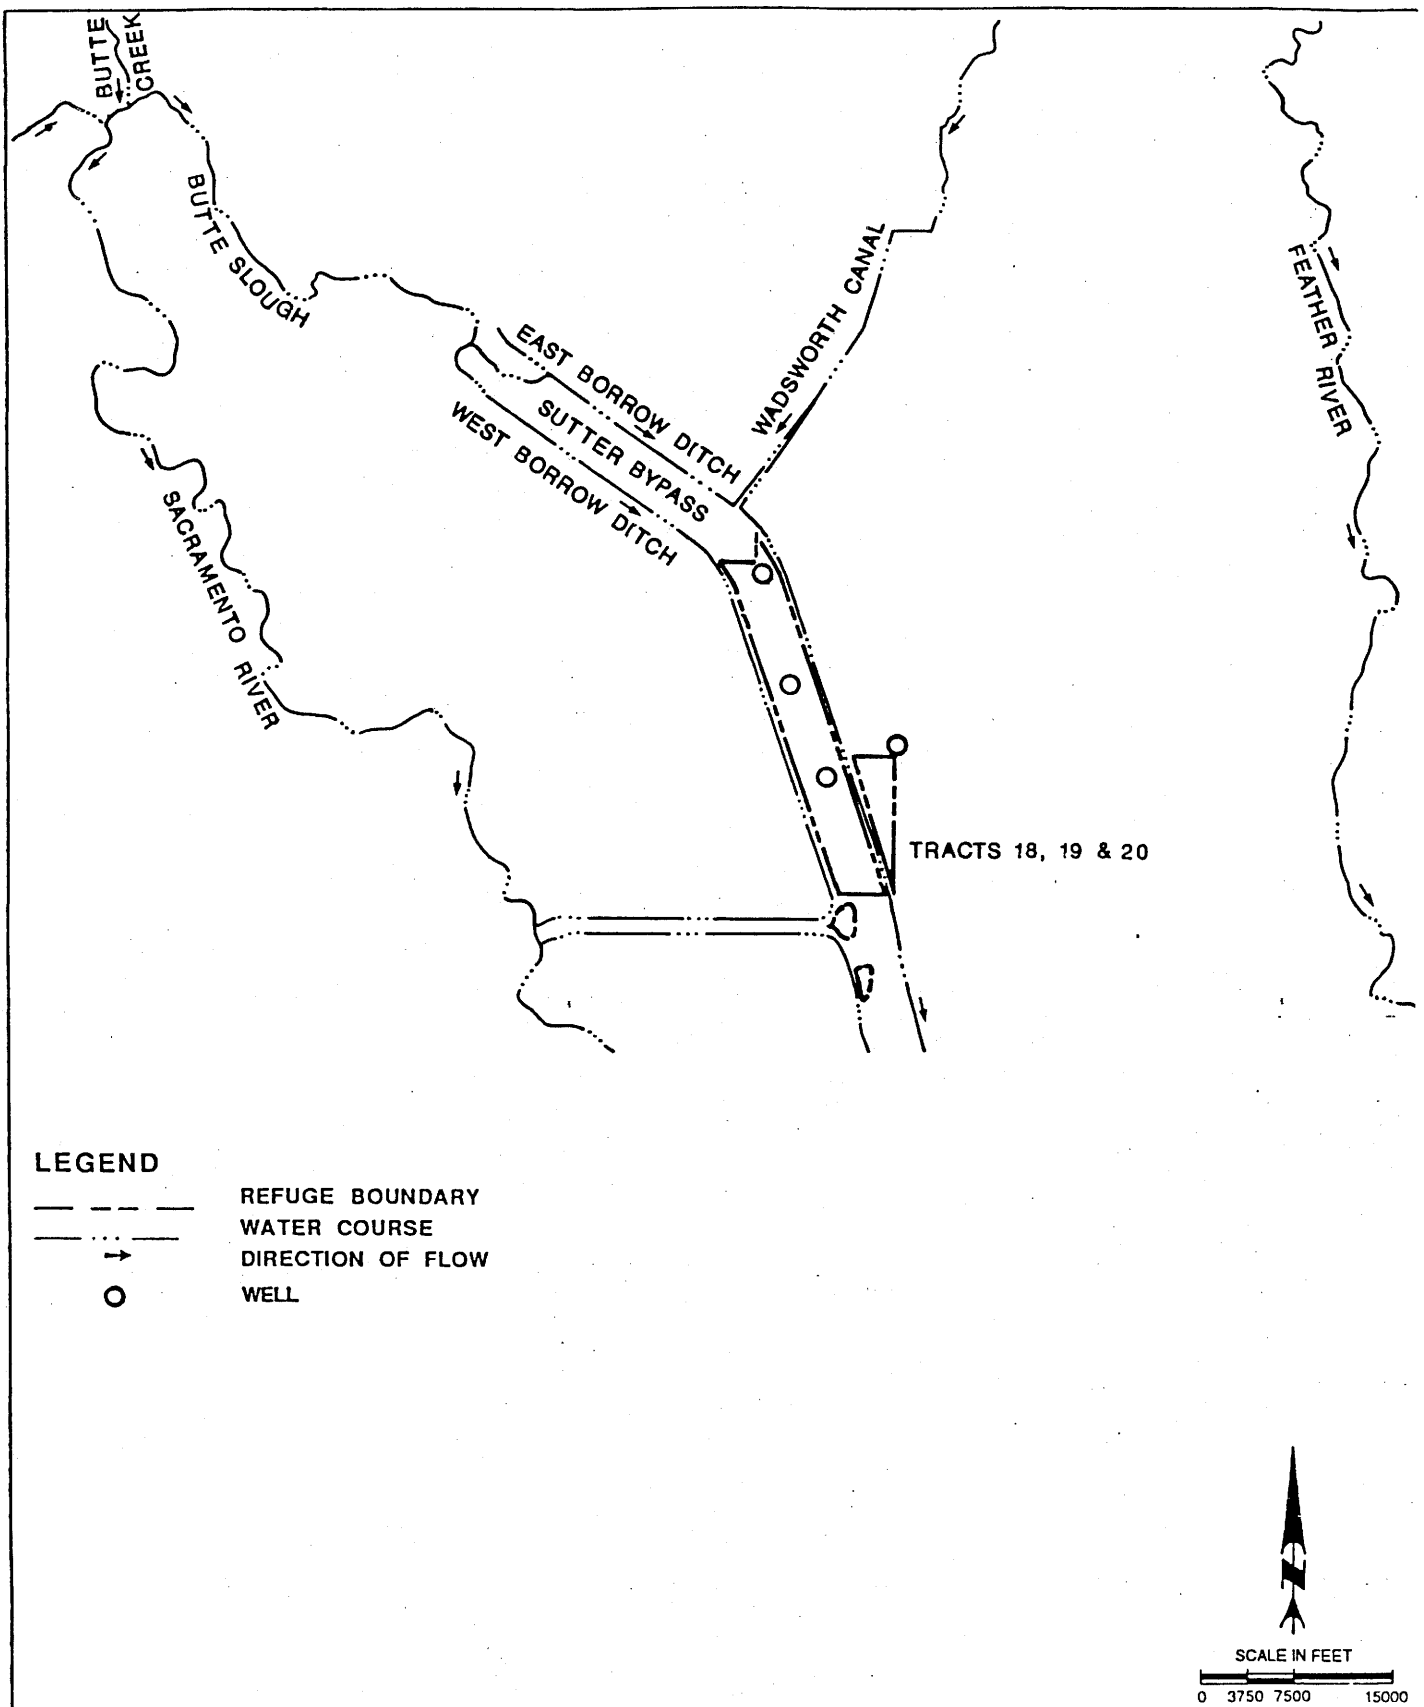 BUTTE
CREEK
BUTTE SLOUGH
EAST BORROW DITCH
SUTTER BYPASS
WEST BORROW DITCH
WADSWORTH CANAL
FEATHER RIVER
SACRAMENTO RIVER
TRACTS 18, 19 & 20
LEGEND
REFUGE BOUNDARY
WATER COURSE
DIRECTION OF FLOW
WELL
N
SCALE IN FEET
0 3750 7500 15000